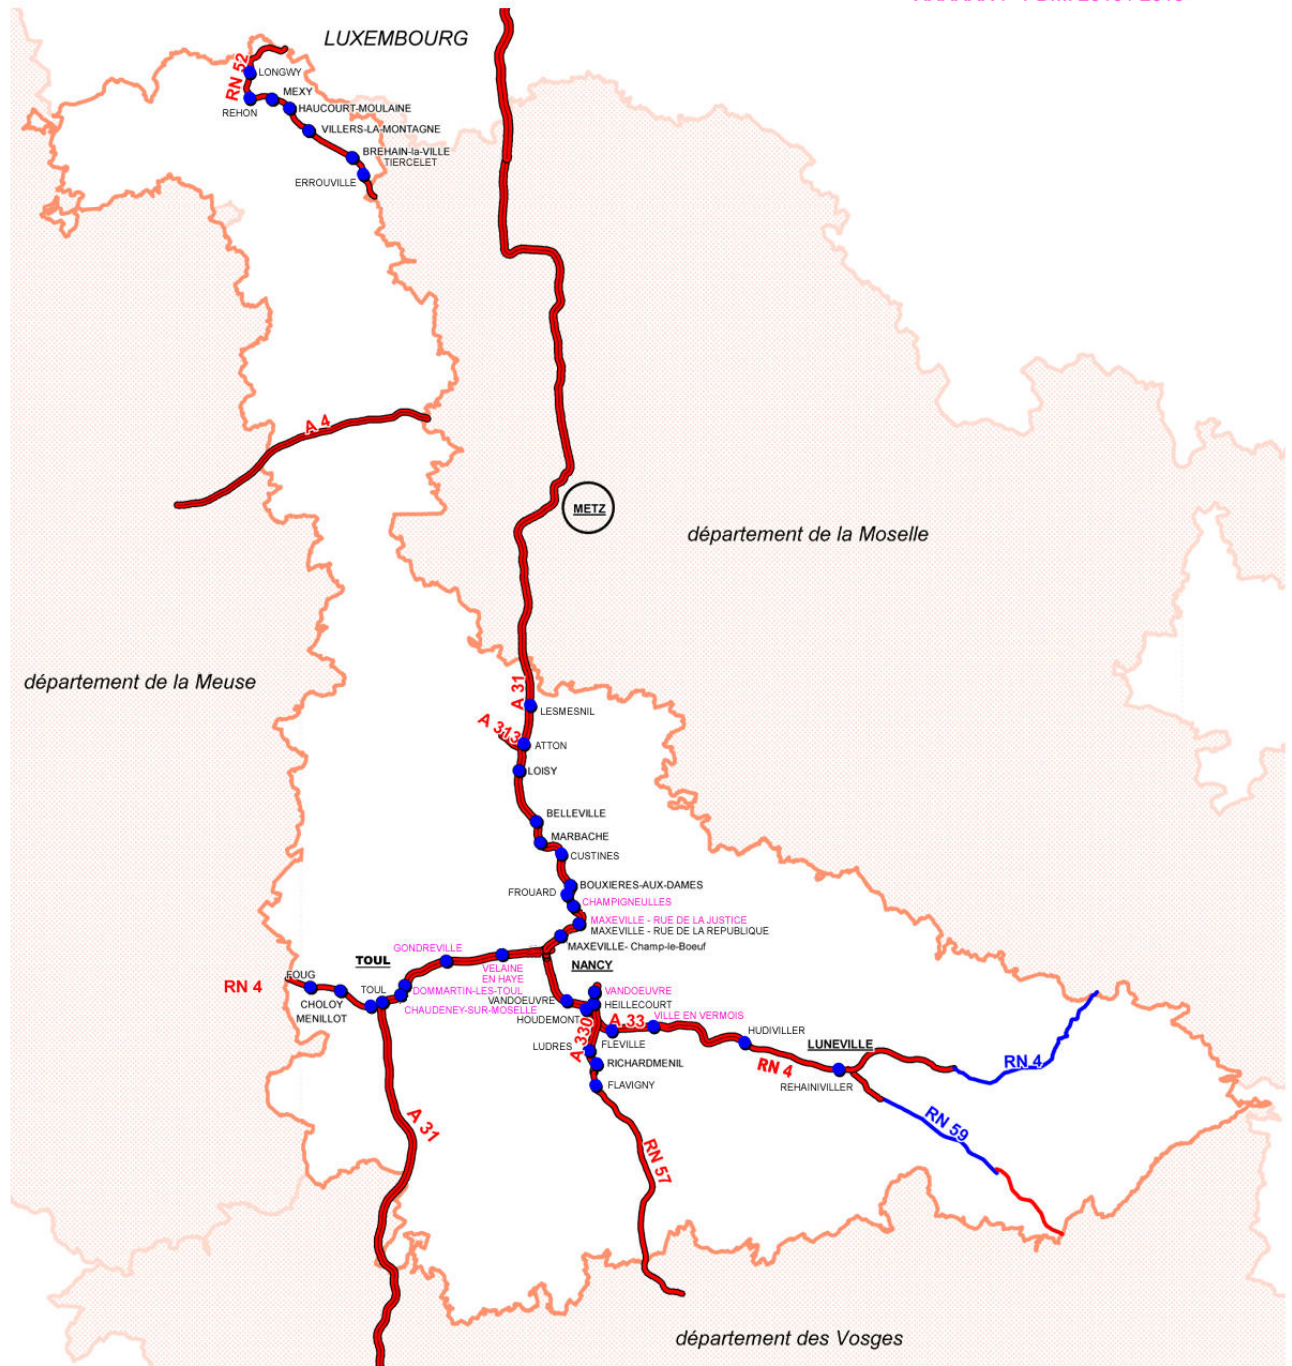 LUXEMBOURG
RN 52
LONGWY
MEXY
REHON
HAUCOURT-MOULAINE
VILLERS-LA-MONTAGNE
BREHAIN-la-VILLE
TIERCELET
ERROUVILLE
A 4
METZ
département de la Moselle
département de la Meuse
A 31
LESMESNIL
A 313
ATTON
LOISY
BELLEVILLE
MARBACHE
CUSTINES
BOUXIERES-AUX-DAMES
FROUARD
CHAMPIGNEULLES
MAXEVILLE - RUE DE LA JUSTICE
MAXEVILLE - RUE DE LA REPUBLIQUE
MAXEVILLE- Champ-le-Boeuf
GONDREVILLE
TOUL
VELAINE
EN HAYE
NANCY
RN 4
FOUG
CHOLOY
MENILLOT
TOUL
DOMMARTIN-LES-TOUL
CHAUDENEY-SUR-MOSELLE
VANDOEUVRE
VANDOEUVRE
HEILLECOURT
HOUDEMONT
A 33
VILLE EN VERMOIS
A 330
LUDRES
FLEVILLE
HUDIVILLER
LUNEVILLE
RICHARDMENIL
RN 4
REHAINIVILLER
RN 4
FLAVIGNY
A 31
RN 59
RN 57
département des Vosges